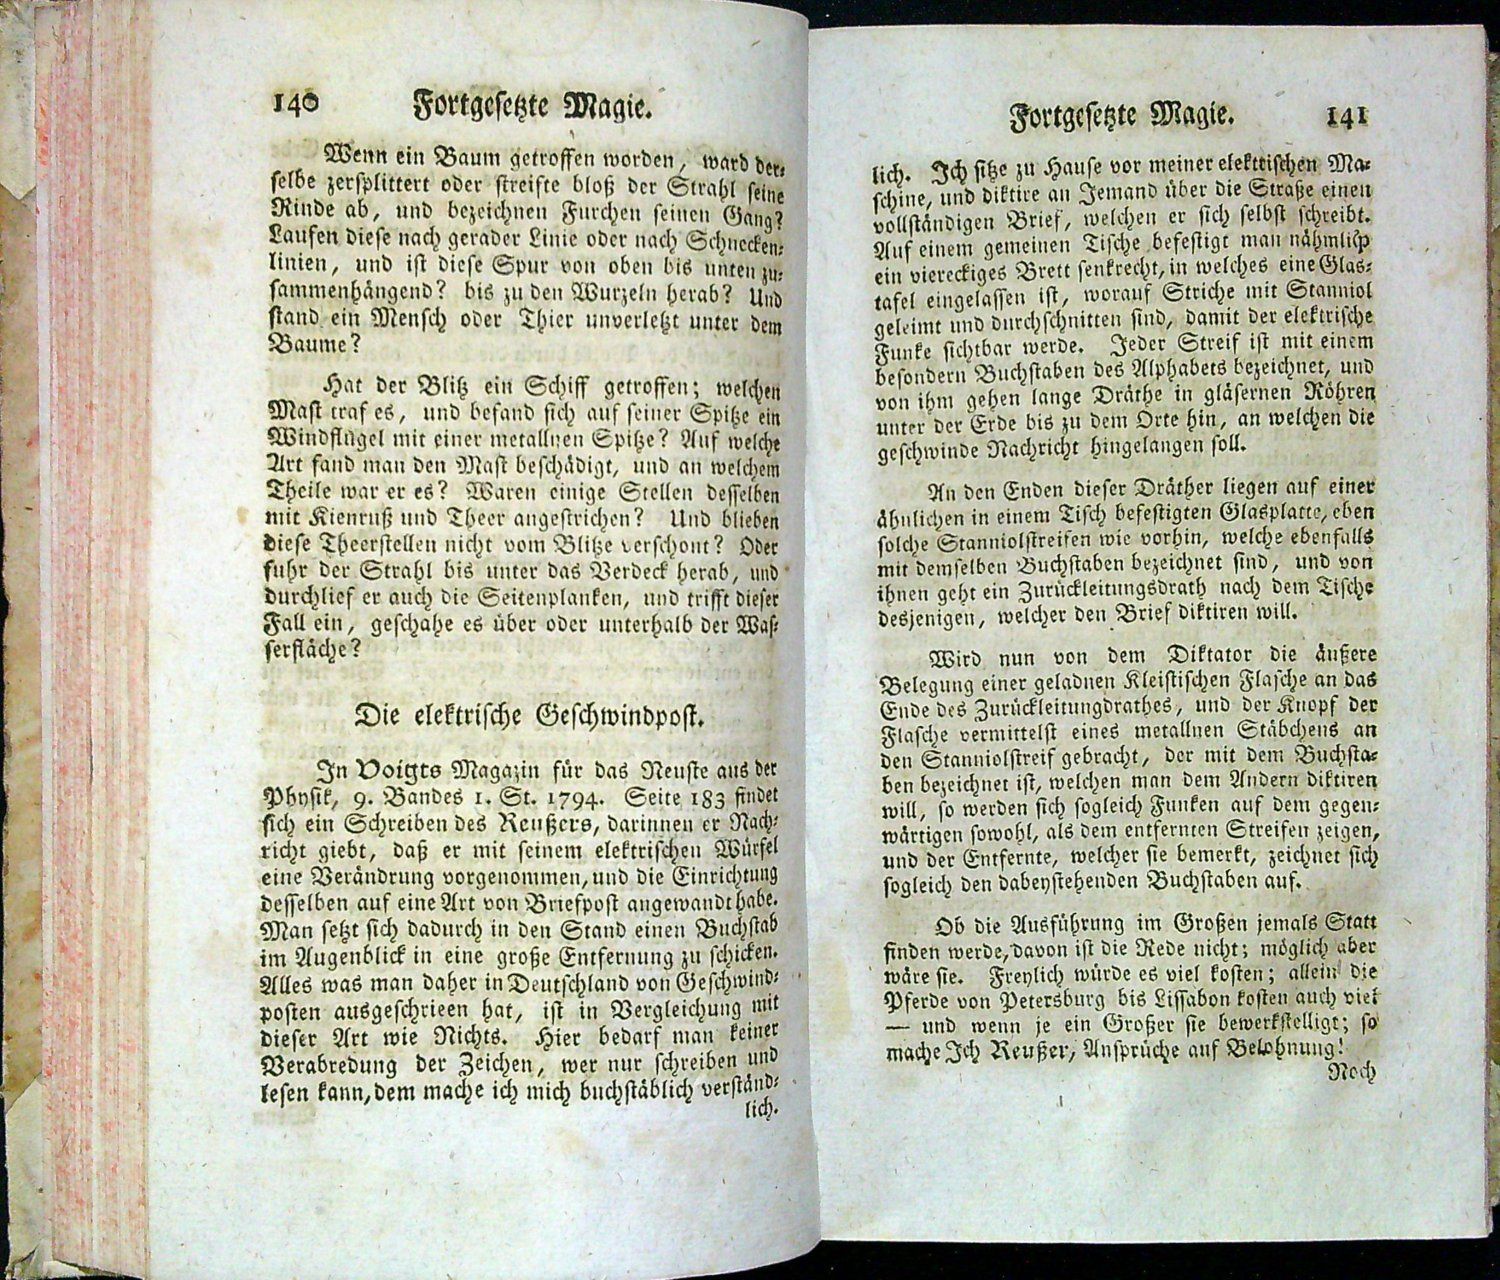 140 Fortgesetzte Magie.
Wenn ein Baum getroffen worden, ward der-
selbe zersplittert oder streifte bloß der Strahl seine
Rinde ab, und bezeichnen Furchen seinen Gang?
Laufen diese nach gerader Linie oder nach Schnecken-
linien, und ist diese Spur von oben bis unten zu-
sammenhängend? bis zu den Wurzeln herab? Und
stand ein Mensch oder Thier unverletzt unter dem
Baume?
Hat der Blitz ein Schiff getroffen; welchen
Mast traf es, und befand sich auf seiner Spitze ein
Windflügel mit einer metallnen Spitze? Auf welche
Art fand man den Mast beschädigt, und an welchem
Theile war er es? Waren einige Stellen desselben
mit Kienruß und Theer angestrichen? Und blieben
diese Theerstellen nicht vom Blitze verschont? Oder
fuhr der Strahl bis unter das Verdeck herab, und
durchlief er auch die Seitenplanken, und trifft dieser
Fall ein, geschahe es über oder unterhalb der Was-
serfläche?
Die elektrische Geschwindpost.
In Voigts Magazin für das Neuste aus der
Physik, 9. Bandes 1. St. 1794. Seite 183 findet
sich ein Schreiben des Reußers, darinnen er Nach-
richt giebt, daß er mit seinem elektrischen Würfel
eine Verändrung vorgenommen, und die Einrichtung
desselben auf eine Art von Briefpost angewandt habe.
Man setzt sich dadurch in den Stand einen Buchstab
im Augenblick in eine große Entfernung zu schicken.
Alles was man daher in Deutschland von Geschwind-
posten ausgeschrieen hat, ist in Vergleichung mit
dieser Art wie Nichts. Hier bedarf man keiner
Verabredung der Zeichen, wer nur schreiben und
lesen kann, dem mache ich mich buchstäblich verständ-
lich.
Fortgesetzte Magie. 141
lich. Ich sitze zu Hause vor meiner elektrischen Ma-
schine, und diktire an Jemand über die Straße einen
vollständigen Brief, welchen er sich selbst schreibt.
Auf einem gemeinen Tische befestigt man nähmlich
ein viereckiges Brett senkrecht, in welches eine Glas-
tafel eingelassen ist, worauf Striche mit Stanniol
geleimt und durchschnitten sind, damit der elektrische
Funke sichtbar werde. Jeder Streif ist mit einem
besondern Buchstaben des Alphabets bezeichnet, und
von ihm gehen lange Dräthe in gläsernen Röhren
unter der Erde bis zu dem Orte hin, an welchen die
geschwinde Nachricht hingelangen soll.
An den Enden dieser Dräther liegen auf einer
ähnlichen in einem Tisch befestigten Glasplatte, eben
solche Stanniolstreifen wie vorhin, welche ebenfalls
mit demselben Buchstaben bezeichnet sind, und von
ihnen geht ein Zurückleitungsdrath nach dem Tische
desjenigen, welcher den Brief diktiren will.
Wird nun von dem Diktator die äußere
Belegung einer geladnen Kleistischen Flasche an das
Ende des Zurückleitungdrathes, und der Knopf der
Flasche vermittelst eines metallnen Stäbchens an
den Stanniolstreif gebracht, der mit dem Buchsta-
ben bezeichnet ist, welchen man dem Andern diktiren
will, so werden sich sogleich Funken auf dem gegen-
wärtigen sowohl, als dem entfernten Streifen zeigen,
und der Entfernte, welcher sie bemerkt, zeichnet sich
sogleich den dabeystehenden Buchstaben auf.
Ob die Ausführung im Großen jemals Statt
finden werde, davon ist die Rede nicht; möglich aber
wäre sie. Freylich würde es viel kosten; allein die
Pferde von Petersburg bis Lissabon kosten auch viel
— und wenn je ein Großer sie bewerkstelligt; so
mache Ich Reußer, Ansprüche auf Belohnung!
Noch